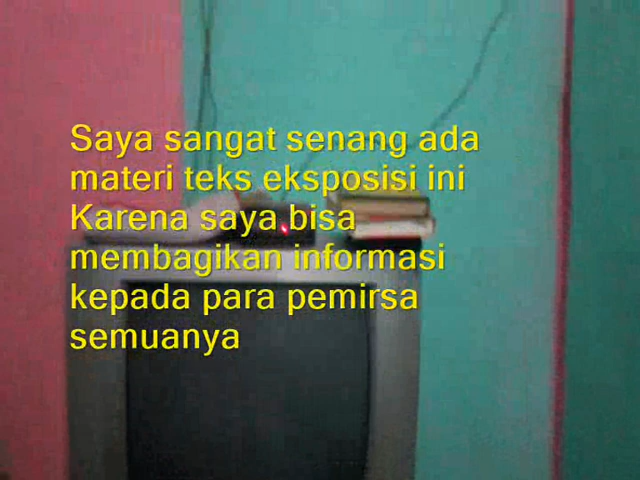 Saya sangat senang ada
materi teks eksposisi ini
Karena saya bisa
membagikan informasi
kepada para pemirsa
semuanya